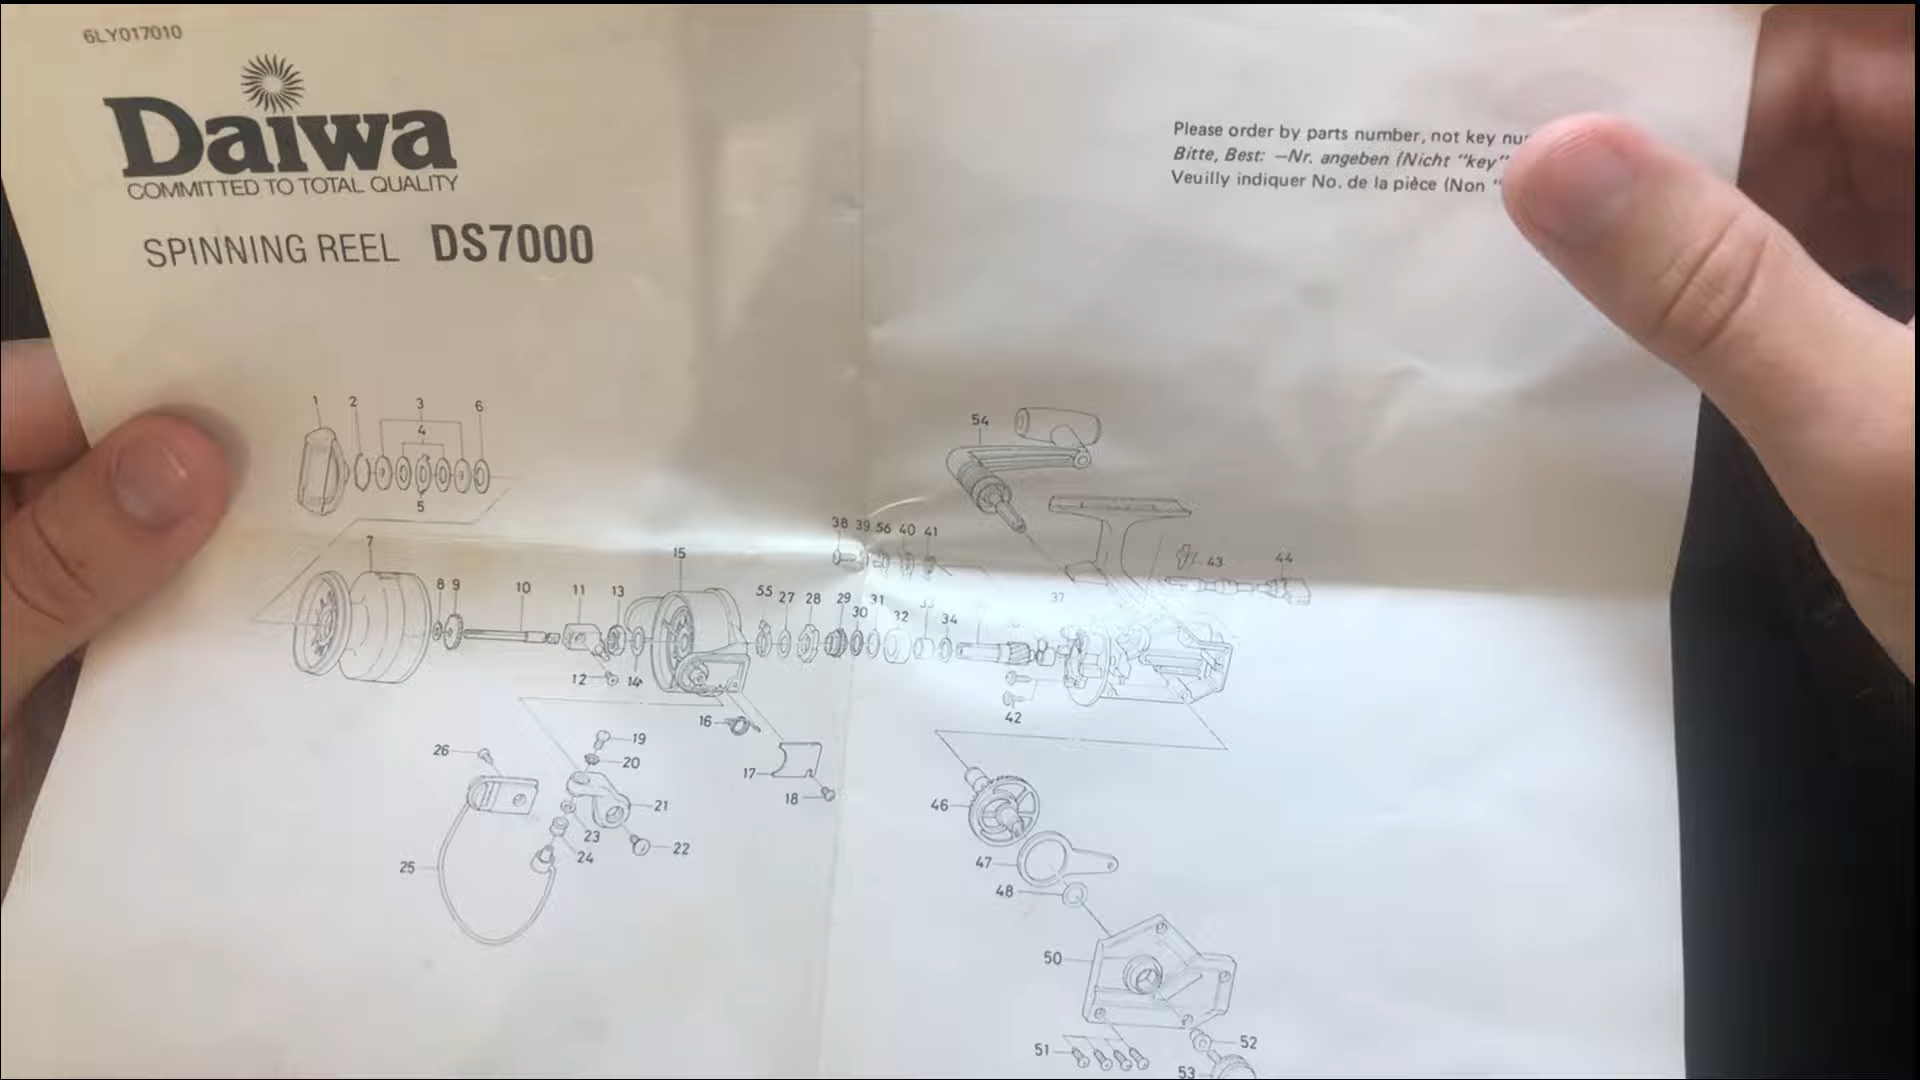 6LY017010
Daiwa
COMMITTED TO TOTAL QUALITY
SPINNING REEL DS7000
Please order by parts number, not key
Bitte, Best: —Nr. angeben (Nicht "key"
Veuilly indiquer No. de la pièce (Non "
1 2 3 6
4
5
54
38 39 56 40 41
43 44
7
15
8 9 10 11 13
55 27 28 29 31
30 32 33 34
37
12 14
16
42
19
26
20
17
18
21
46
23
22
24
25
47
48
50
51
52
53